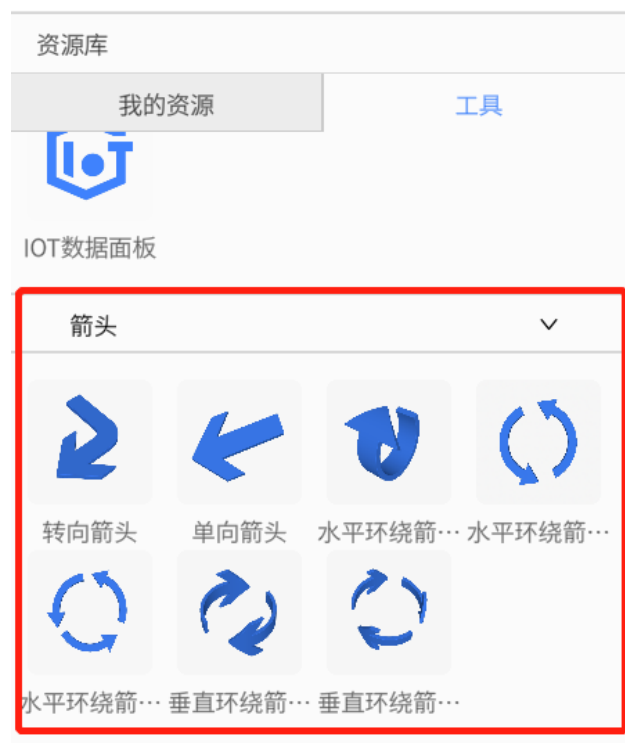 资源库
我的资源
工具
IOT
IOT数据面板
箭头
转向箭头
单向箭头
水平环绕箭…
水平环绕箭…
水平环绕箭…
垂直环绕箭…
垂直环绕箭…